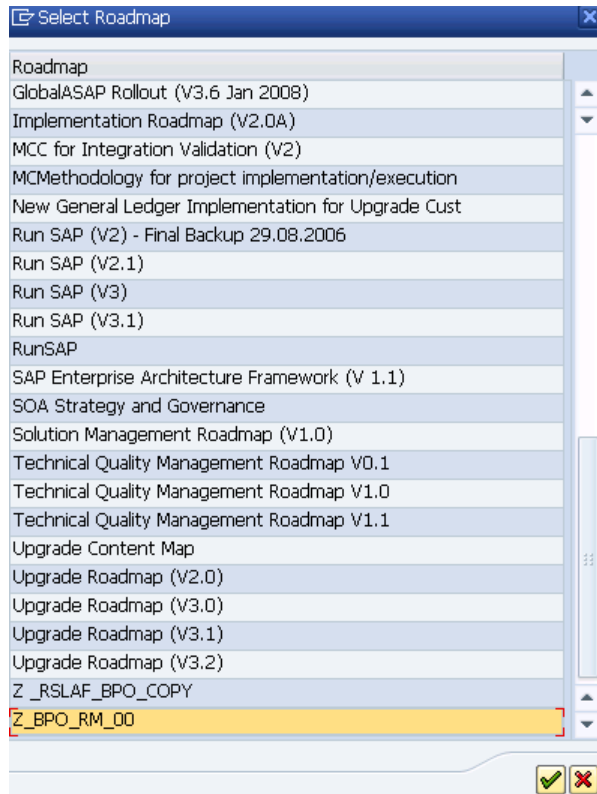 Select Roadmap
Roadmap
GlobalASAP Rollout (V3.6 Jan 2008)
Implementation Roadmap (V2.0A)
MCC for Integration Validation (V2)
MCMethodology for project implementation/execution
New General Ledger Implementation for Upgrade Cust
Run SAP (V2) - Final Backup 29.08.2006
Run SAP (V2.1)
Run SAP (V3)
Run SAP (V3.1)
RunSAP
SAP Enterprise Architecture Framework (V 1.1)
SOA Strategy and Governance
Solution Management Roadmap (V1.0)
Technical Quality Management Roadmap V0.1
Technical Quality Management Roadmap V1.0
Technical Quality Management Roadmap V1.1
Upgrade Content Map
Upgrade Roadmap (V2.0)
Upgrade Roadmap (V3.0)
Upgrade Roadmap (V3.1)
Upgrade Roadmap (V3.2)
Z _RSLAF_BPO_COPY
Z_BPO_RM_00